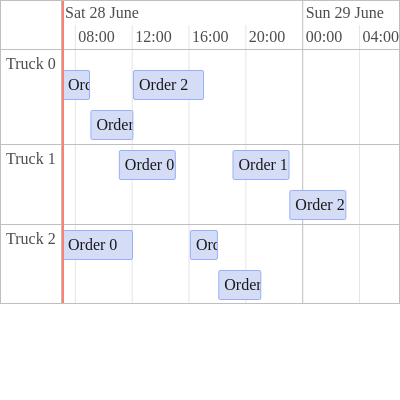 Sat 28 June Sun 29 June
08:00 12:00 16:00 20:00 00:00 04:00
Truck 0
Ord Order 2
Order
Truck 1
Order 0 Order 1
Order 2
Truck 2
Order 0 Ord
Order